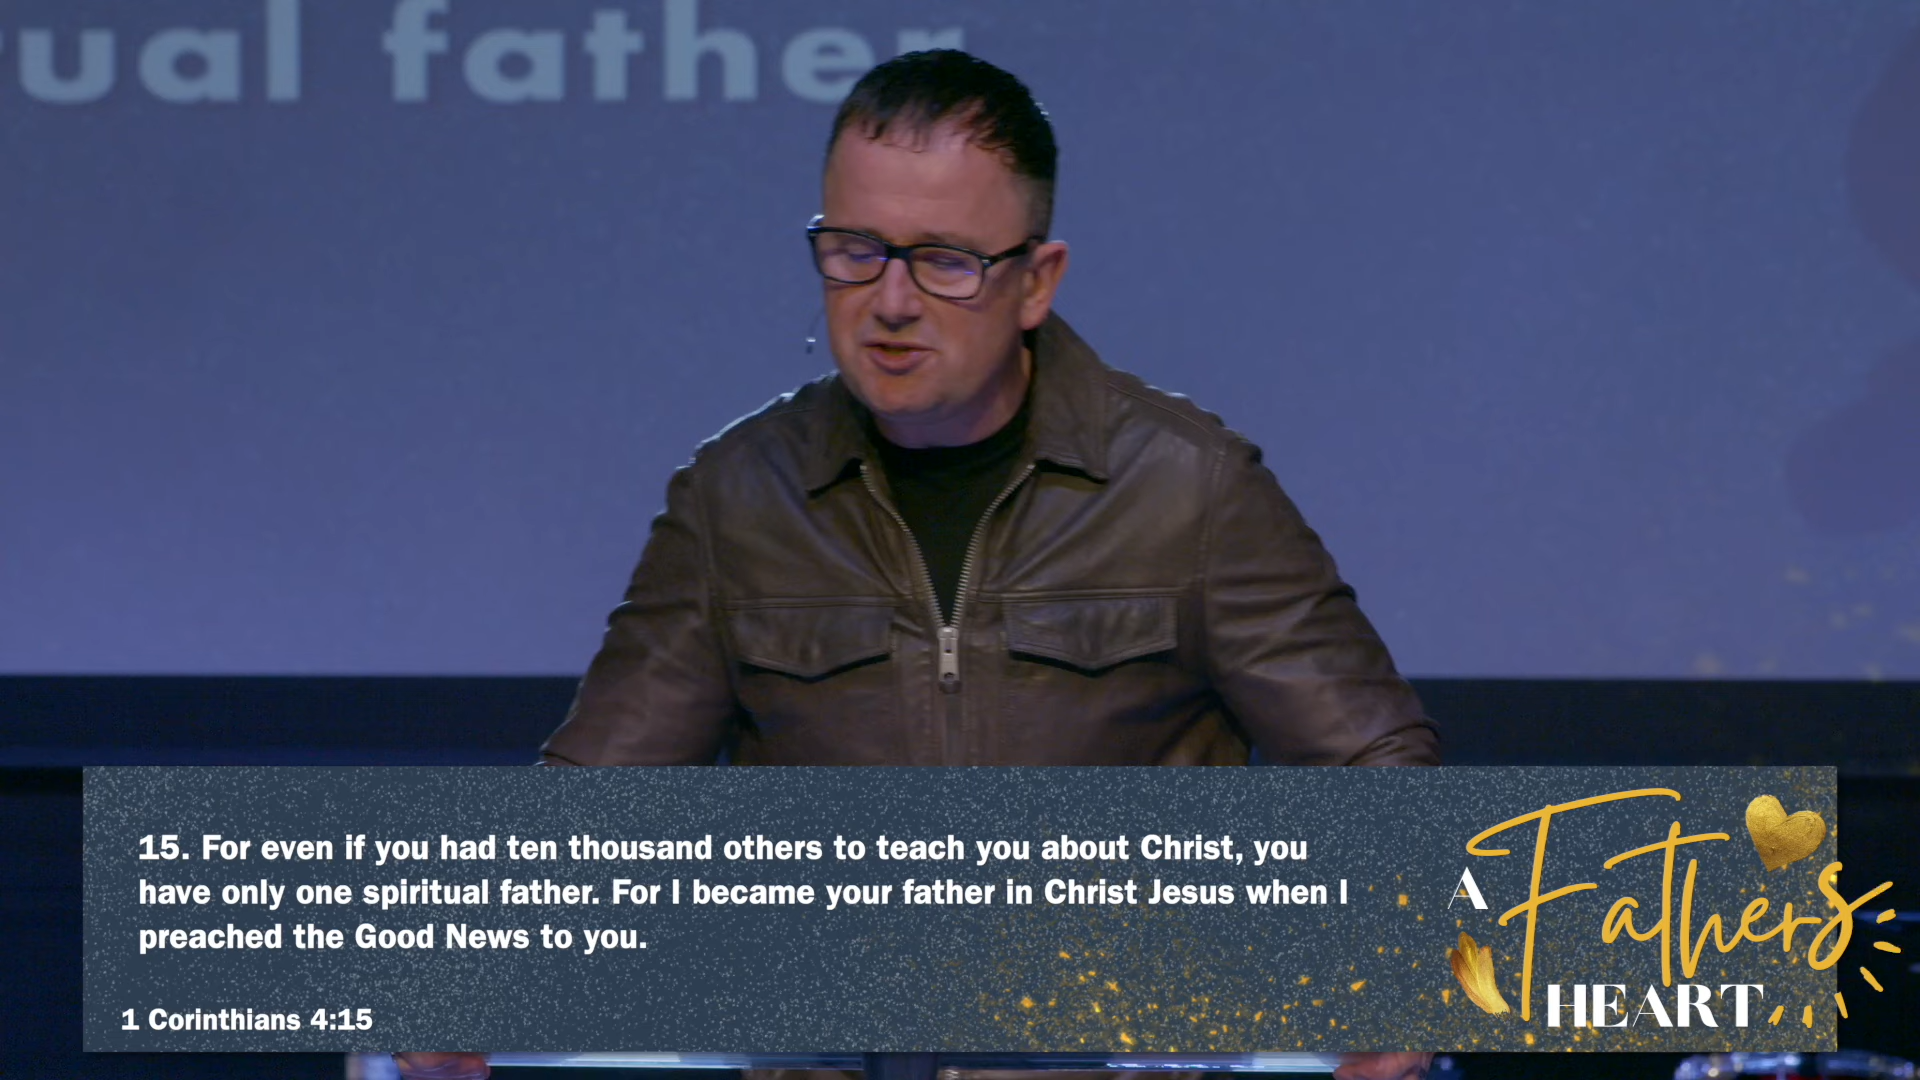 ual father
15. For even if you had ten thousand others to teach you about Christ, you
have only one spiritual father. For I became your father in Christ Jesus when I
preached the Good News to you.
1 Corinthians 4:15
A
Fathers
HEART